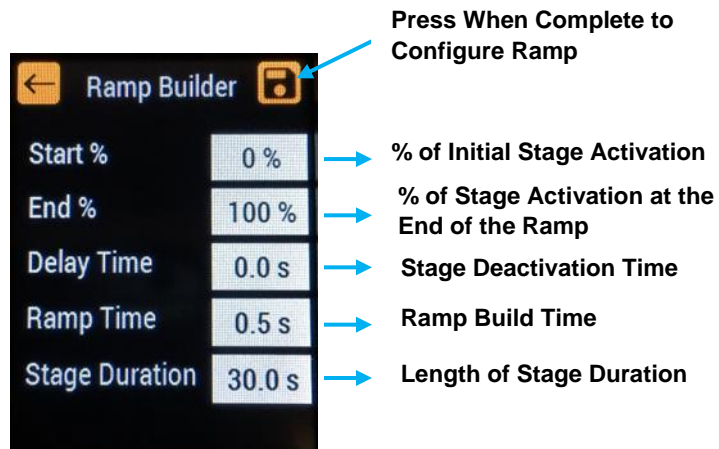 Press When Complete to
Configure Ramp
Ramp Builder
Start %
0 %
% of Initial Stage Activation
End %
100 %
% of Stage Activation at the
End of the Ramp
Delay Time
0.0 s
Stage Deactivation Time
Ramp Time
0.5 s
Ramp Build Time
Stage Duration
30.0 s
Length of Stage Duration